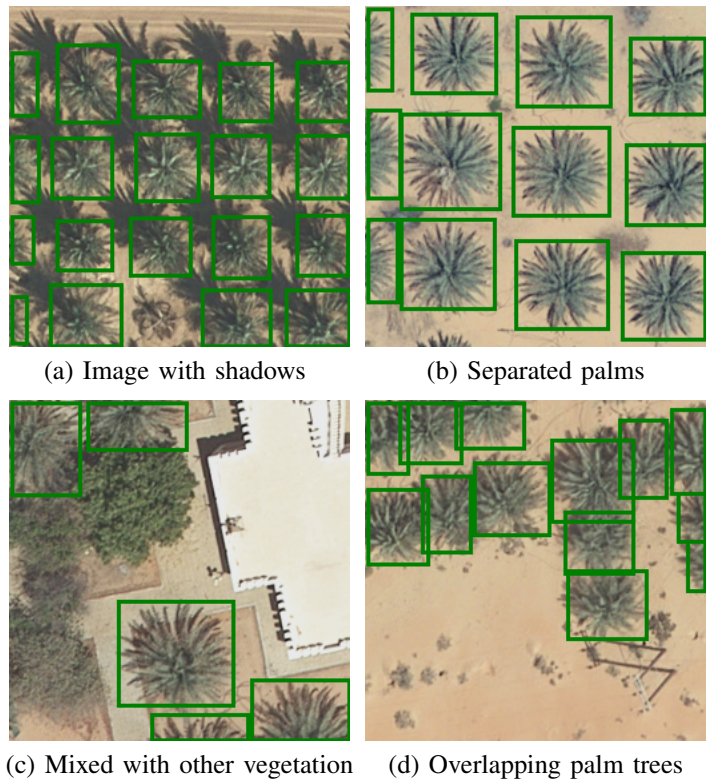 (a) Image with shadows
(b) Separated palms
(c) Mixed with other vegetation
(d) Overlapping palm trees